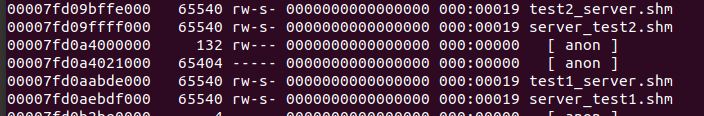 00007fd09bffe000 65540 rw-s- 0000000000000000 000:00019 test2_server.shm
00007fd09ffff000 65540 rw-s- 0000000000000000 000:00019 server_test2.shm
00007fd0a4000000 132 rw--- 0000000000000000 000:00000 [ anon ]
00007fd0a4021000 65404 ----- 0000000000000000 000:00000 [ anon ]
00007fd0aabde000 65540 rw-s- 0000000000000000 000:00019 test1_server.shm
00007fd0aebdf000 65540 rw-s- 0000000000000000 000:00019 server_test1.shm